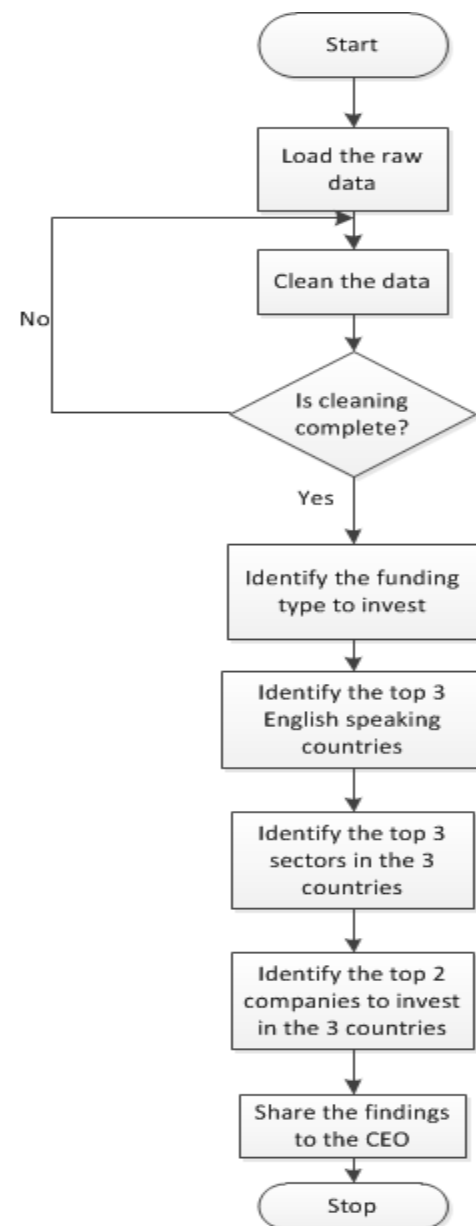 Start
Load the raw
data
Clean the data
No
Is cleaning
complete?
Yes
Identify the funding
type to invest
Identify the top 3
English speaking
countries
Identify the top 3
sectors in the 3
countries
Identify the top 2
companies to invest
in the 3 countries
Share the findings
to the CEO
Stop